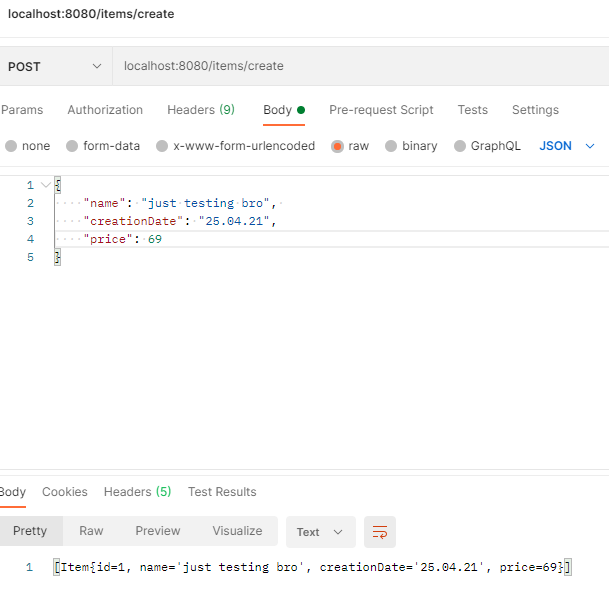 localhost:8080/items/create
POST localhost:8080/items/create
Params Authorization Headers (9) Body Pre-request Script Tests Settings
none form-data x-www-form-urlencoded raw binary GraphQL JSON
1 {
2 "name": "just testing bro",
3 "creationDate": "25.04.21",
4 "price": 69
5 }
Body Cookies Headers (5) Test Results
Pretty Raw Preview Visualize Text
1 [Item{id=1, name='just testing bro', creationDate='25.04.21', price=69}]